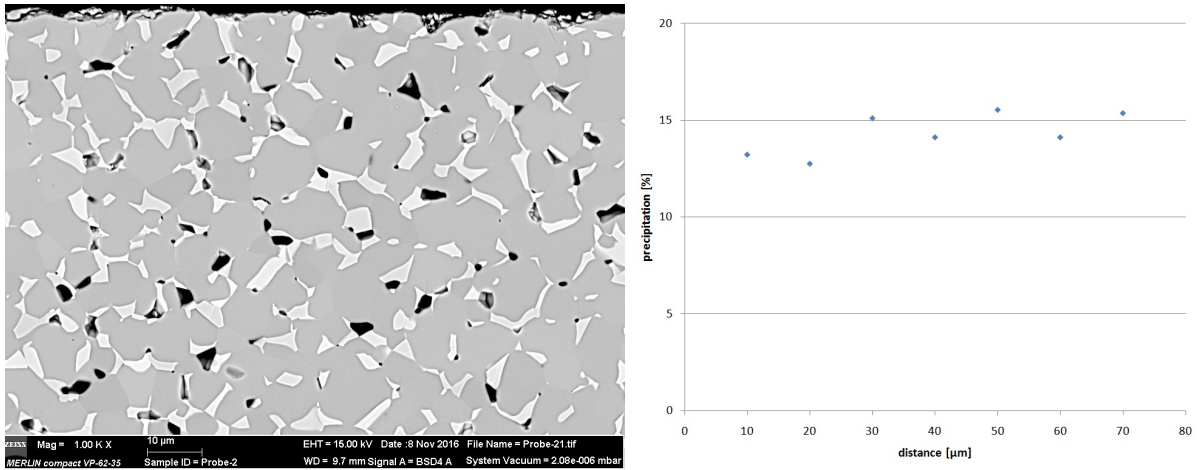 ZEISS Mag = 1.00 K X 10 µm EHT = 15.00 kV Date :8 Nov 2016 File Name = Probe-21.tif
MERLIN compact VP-62-35 Sample ID = Probe-2 WD = 9.7 mm Signal A = BSD4 A System Vacuum = 2.08e-006 mbar
20
15
10
5
0
precipitation [%]
0 10 20 30 40 50 60 70 80
distance [µm]